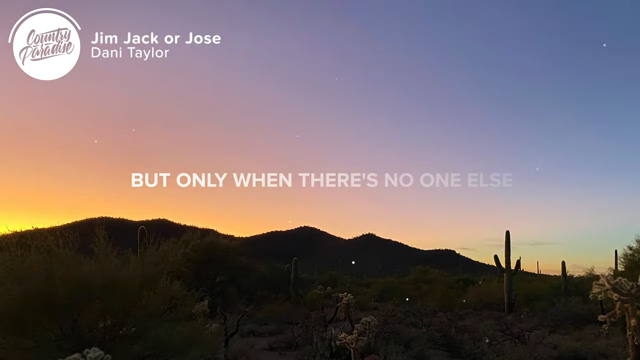 Country
Paradise
Jim Jack or Jose
Dani Taylor
BUT ONLY WHEN THERE'S NO ONE ELSE